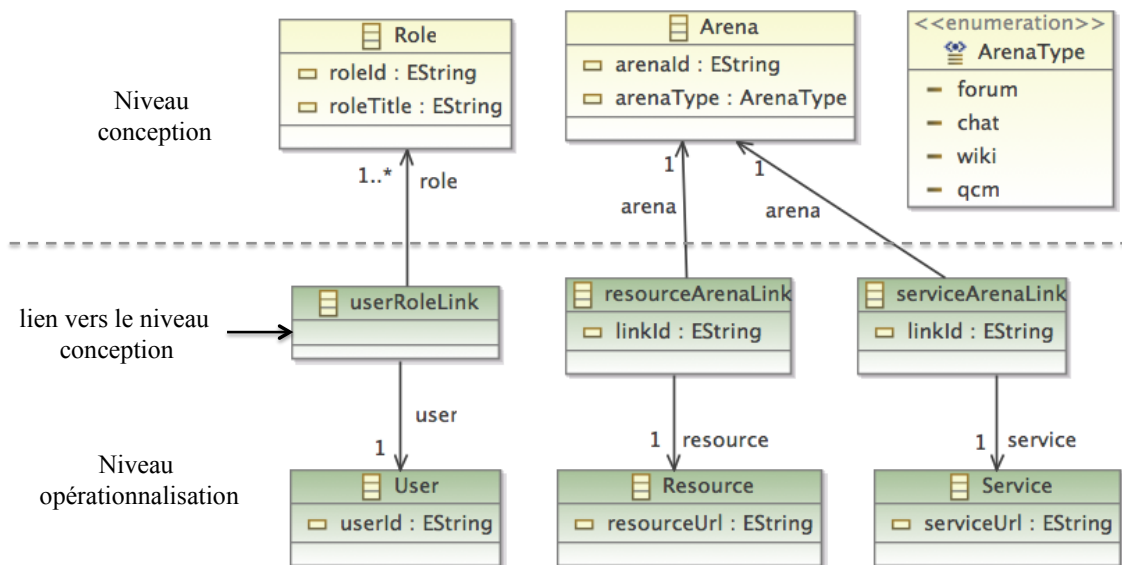 <<enumeration>>
Role
Arena
ArenaType
roleId : EString
arenaId : EString
forum
Niveau
conception
roleTitle : EString
arenaType : ArenaType
chat
wiki
qcm
1..*
role
1
arena
1
arena
userRoleLink
resourceArenaLink
serviceArenaLink
lien vers le niveau
conception
linkId : EString
linkId : EString
user
1
1
resource
1
service
Niveau
opérationnalisation
User
Resource
Service
userId : EString
resourceUrl : EString
serviceUrl : EString